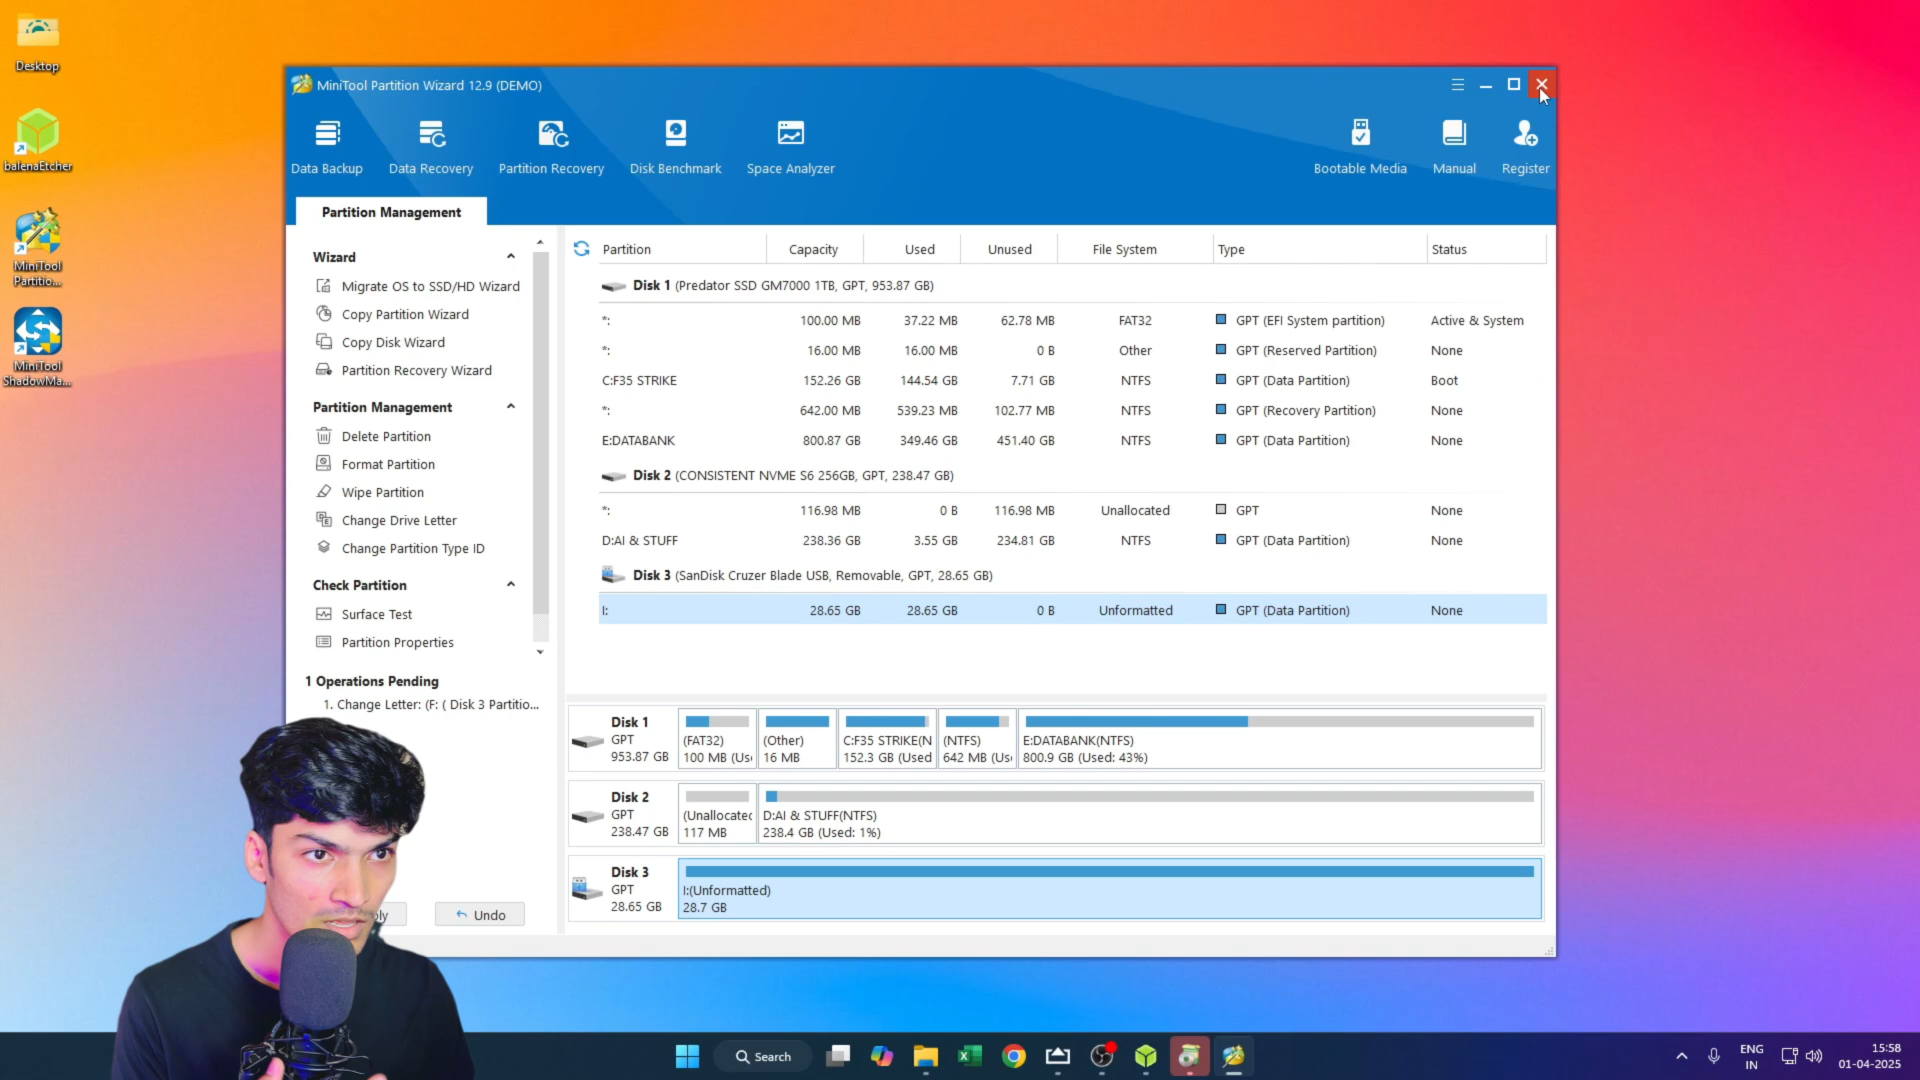 Desktop
balenaEtcher
MiniTool
Partitio...
MiniTool
ShadowMa...
MiniTool Partition Wizard 12.9 (DEMO)
Data Backup
Data Recovery
Partition Recovery
Disk Benchmark
Space Analyzer
Bootable Media
Manual
Register
Partition Management
Wizard
Migrate OS to SSD/HD Wizard
Copy Partition Wizard
Copy Disk Wizard
Partition Recovery Wizard
Partition Management
Delete Partition
Format Partition
Wipe Partition
Change Drive Letter
Change Partition Type ID
Check Partition
Surface Test
Partition Properties
1 Operations Pending
1. Change Letter: (F: ( Disk 3 Partitio...
Undo
Partition Capacity Used Unused File System Type Status
Disk 1 (Predator SSD GM7000 1TB, GPT, 953.87 GB)
*: 100.00 MB 37.22 MB 62.78 MB FAT32 GPT (EFI System partition) Active & System
*: 16.00 MB 16.00 MB 0 B Other GPT (Reserved Partition) None
C:F35 STRIKE 152.26 GB 144.54 GB 7.71 GB NTFS GPT (Data Partition) Boot
*: 642.00 MB 539.23 MB 102.77 MB NTFS GPT (Recovery Partition) None
E:DATABANK 800.87 GB 349.46 GB 451.40 GB NTFS GPT (Data Partition) None
Disk 2 (CONSISTENT NVME S6 256GB, GPT, 238.47 GB)
*: 116.98 MB 0 B 116.98 MB Unallocated GPT None
D:AI & STUFF 238.36 GB 3.55 GB 234.81 GB NTFS GPT (Data Partition) None
Disk 3 (SanDisk Cruzer Blade USB, Removable, GPT, 28.65 GB)
I: 28.65 GB 28.65 GB 0 B Unformatted GPT (Data Partition) None
Disk 1
GPT
953.87 GB
(FAT32)
100 MB (Us
(Other)
16 MB
C:F35 STRIKE(N
152.3 GB (Used
(NTFS)
642 MB (Us
E:DATABANK(NTFS)
800.9 GB (Used: 43%)
Disk 2
GPT
238.47 GB
(Unallocatec
117 MB
D:AI & STUFF(NTFS)
238.4 GB (Used: 1%)
Disk 3
GPT
28.65 GB
I:(Unformatted)
28.7 GB
Search
ENG
IN
15:58
01-04-2025